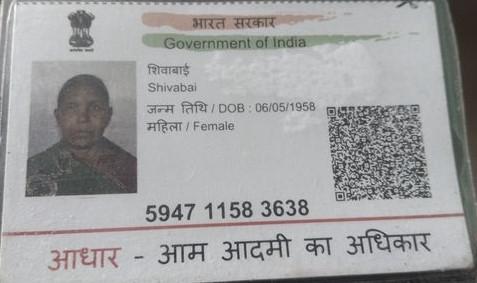 भारत सरकार
Government of India
शिवाबाई
Shivabai
जन्म तिथि / DOB : 06/05/1958
महिला / Female
5947 1158 3638
आधार - आम आदमी का अधिकार